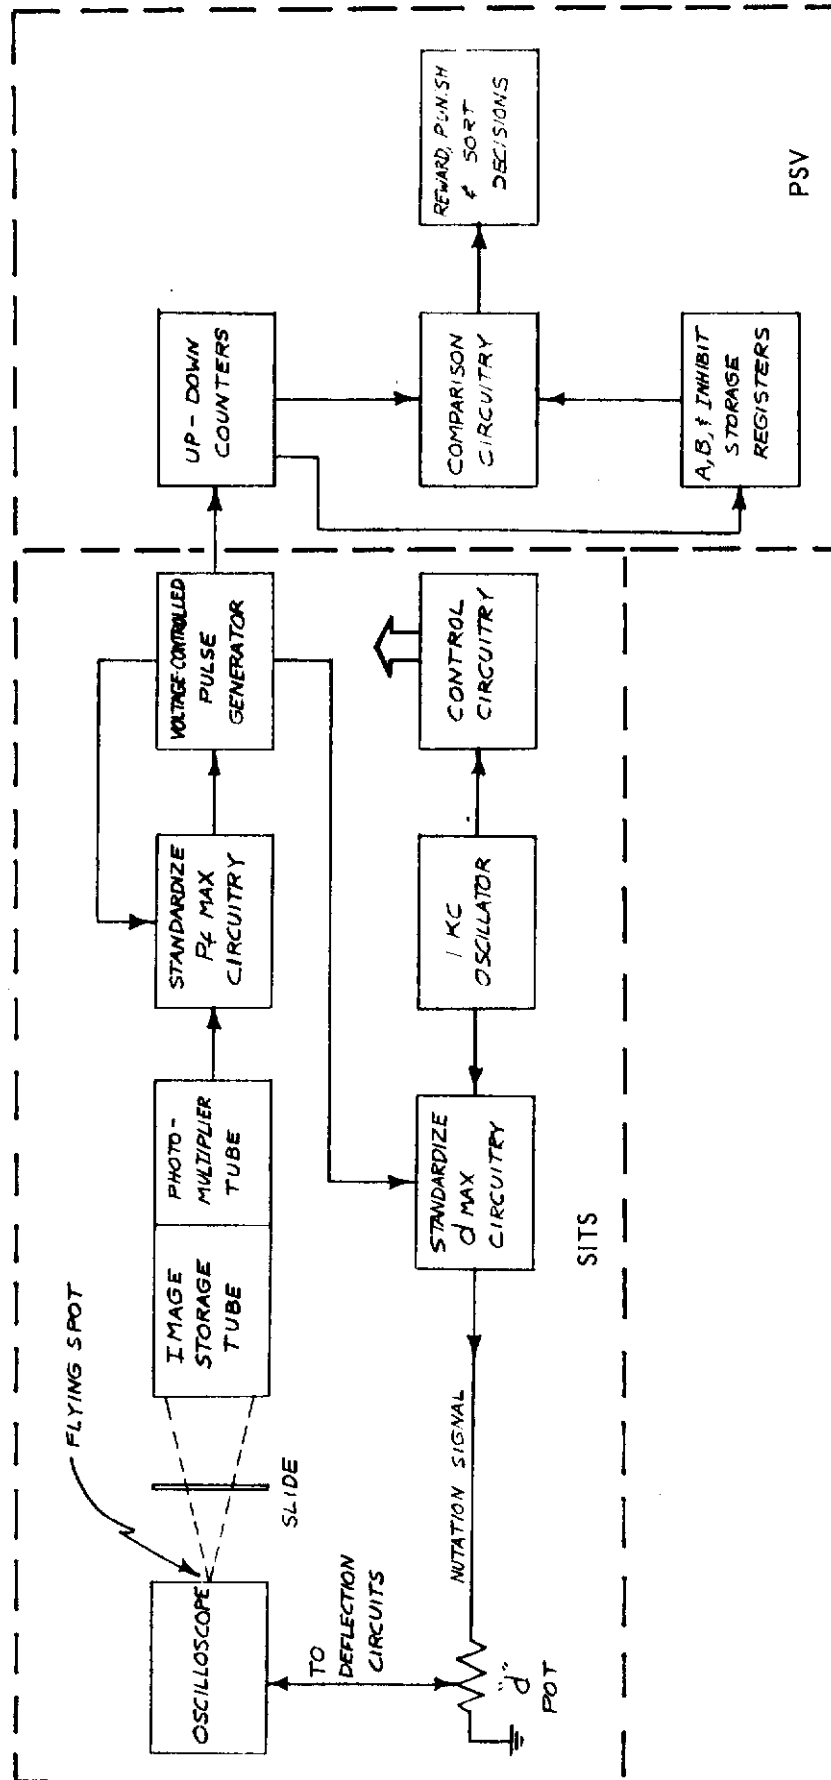 FLYING SPOT
OSCILLOSCOPE
SLIDE
IMAGE
STORAGE
TUBE
PHOTO-
MULTIPLIER
TUBE
STANDARDIZE
Pf MAX
CIRCUITRY
VOLTAGE-CONTROLLED
PULSE
GENERATOR
UP-DOWN
COUNTERS
TO
DEFLECTION
CIRCUITS
"d"
POT
NUTATION SIGNAL
STANDARDIZE
d MAX
CIRCUITRY
1 KC
OSCILLATOR
CONTROL
CIRCUITRY
COMPARISON
CIRCUITRY
REWARD, PUNISH
& SORT
DECISIONS
A, B, & INHIBIT
STORAGE
REGISTERS
SITS
PSV